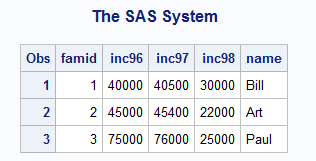 The SAS System
Obs famid inc96 inc97 inc98 name
1 1 40000 40500 30000 Bill
2 2 45000 45400 22000 Art
3 3 75000 76000 25000 Paul